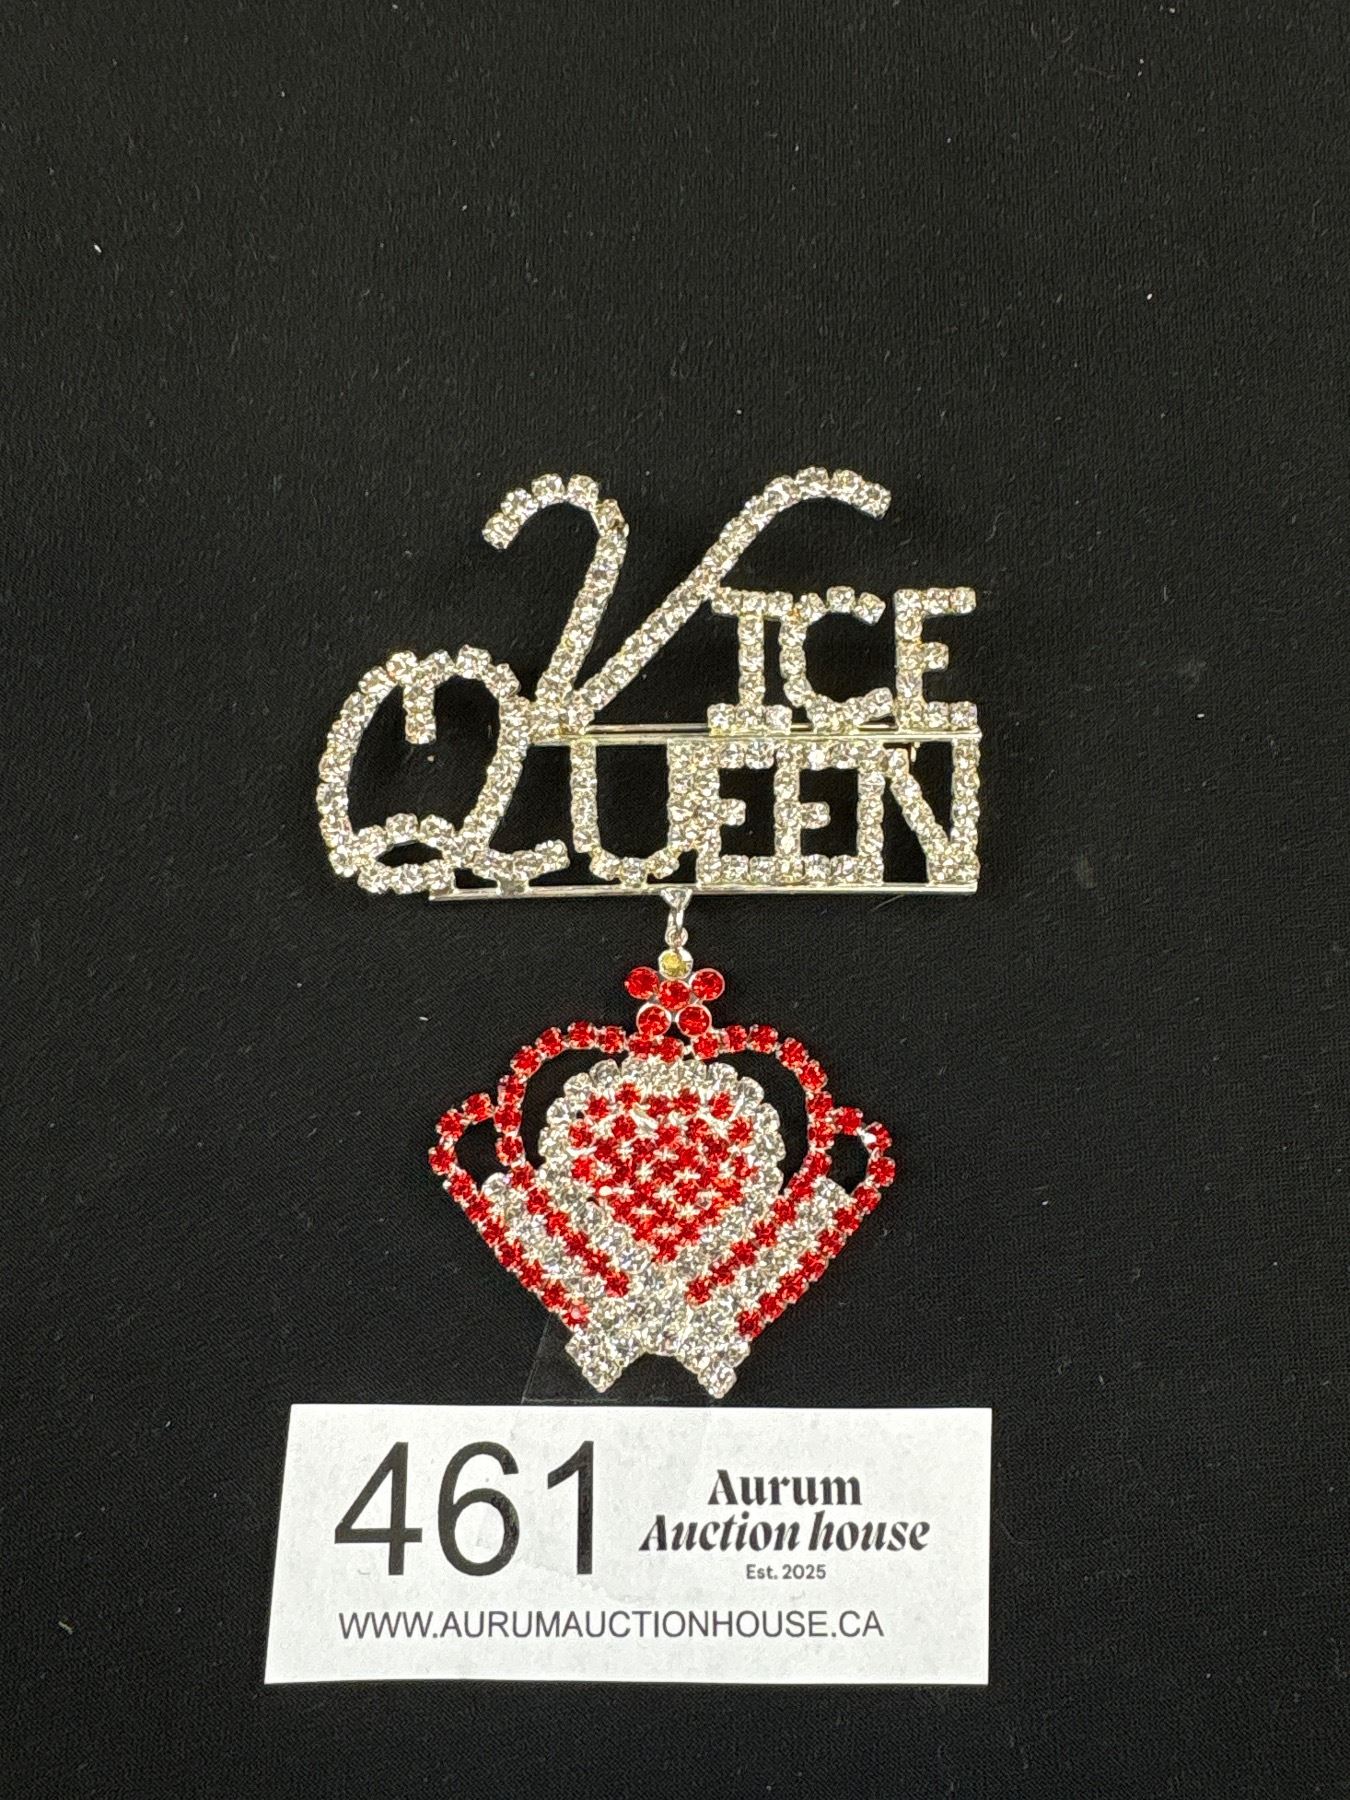 VICE
QUEEN
461
Aurum
Auction house
Est. 2025
WWW.AURUMAUCTIONHOUSE.CA